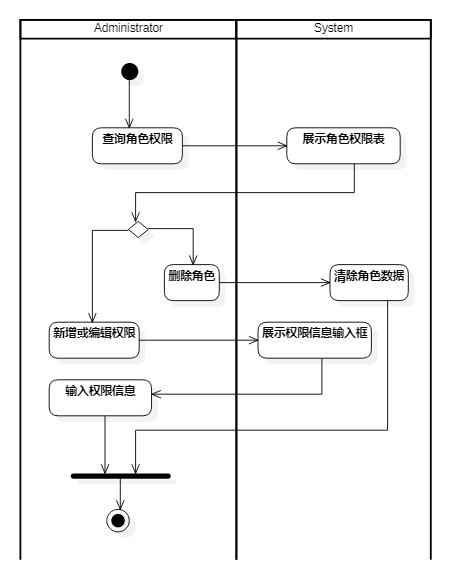 Administrator
System
查询角色权限
展示角色权限表
删除角色
清除角色数据
新增或编辑权限
展示权限信息输入框
输入权限信息